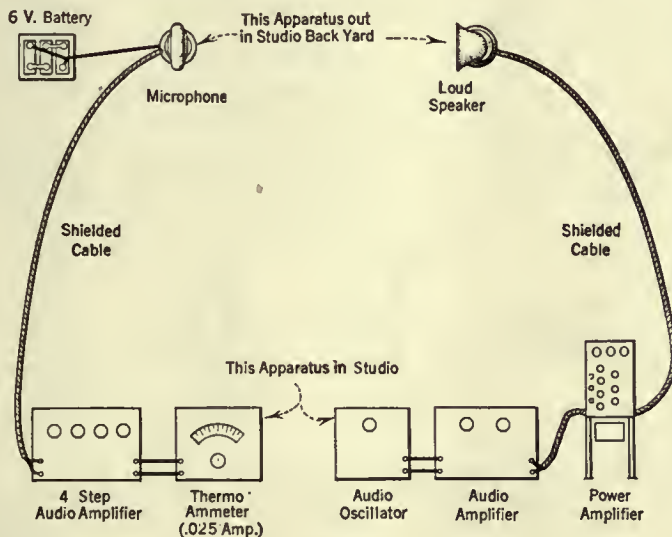 6 V. Battery
This Apparatus out
in Studio Back Yard
Microphone
Loud
Speaker
Shielded
Cable
Shielded
Cable
This Apparatus in Studio
4 Step
Audio Amplifier
Thermo
Ammeter
(.025 Amp.)
Audio
Oscillator
Audio
Amplifier
Power
Amplifier